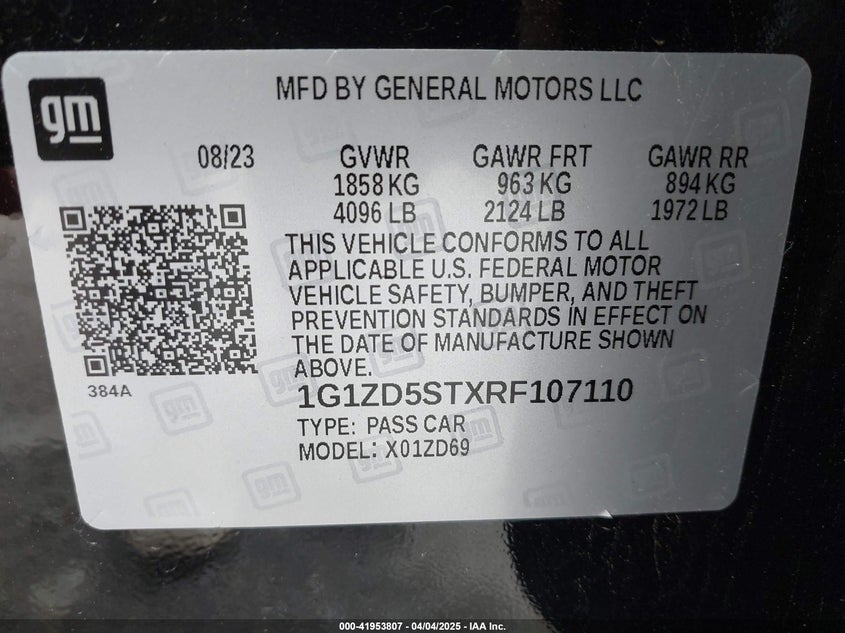 gm
MFD BY GENERAL MOTORS LLC
08/23 GVWR GAWR FRT GAWR RR
1858 KG 963 KG 894 KG
4096 LB 2124 LB 1972 LB
THIS VEHICLE CONFORMS TO ALL
APPLICABLE U.S. FEDERAL MOTOR
VEHICLE SAFETY, BUMPER, AND THEFT
PREVENTION STANDARDS IN EFFECT ON
THE DATE OF MANUFACTURE SHOWN
ABOVE.
384A
1G1ZD5STXRF107110
TYPE: PASS CAR
MODEL: X01ZD69
000-41953807 - 04/04/2025 - IAA Inc.